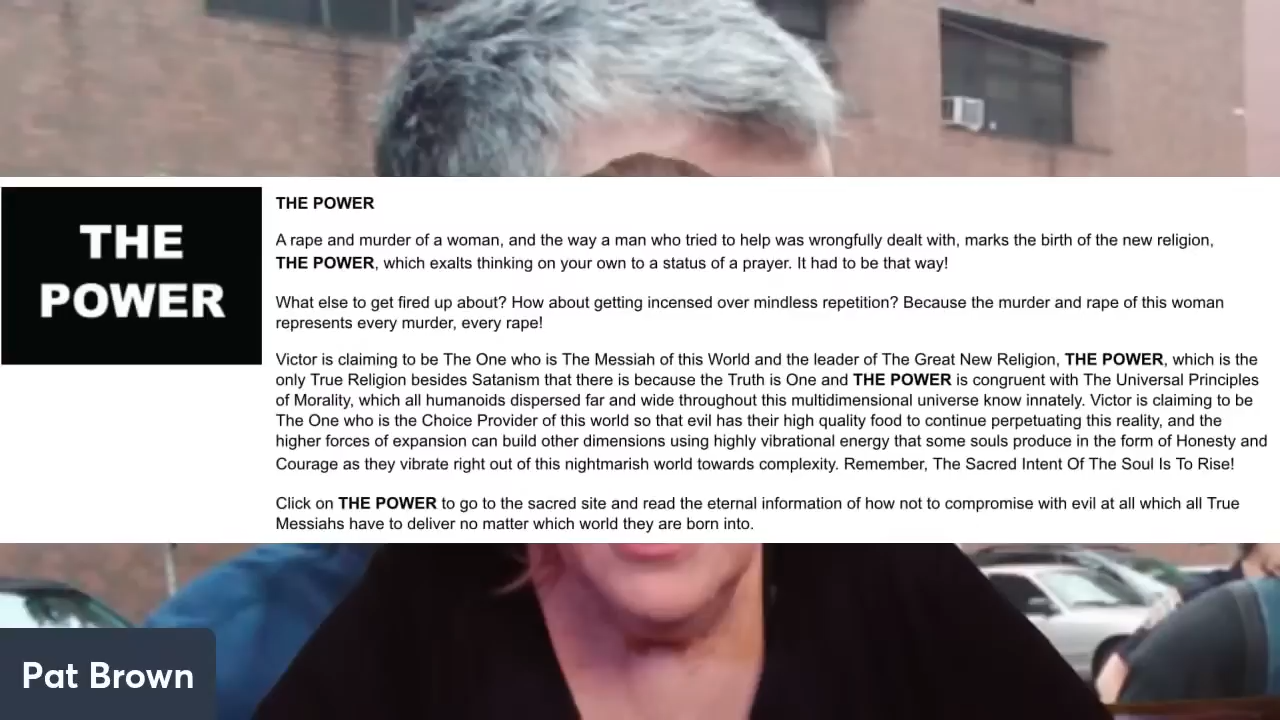 THE
POWER
THE POWER
A rape and murder of a woman, and the way a man who tried to help was wrongfully dealt with, marks the birth of the new religion,
THE POWER, which exalts thinking on your own to a status of a prayer. It had to be that way!
What else to get fired up about? How about getting incensed over mindless repetition? Because the murder and rape of this woman
represents every murder, every rape!
Victor is claiming to be The One who is The Messiah of this World and the leader of The Great New Religion, THE POWER, which is the
only True Religion besides Satanism that there is because the Truth is One and THE POWER is congruent with The Universal Principles
of Morality, which all humanoids dispersed far and wide throughout this multidimensional universe know innately. Victor is claiming to be
The One who is the Choice Provider of this world so that evil has their high quality food to continue perpetuating this reality, and the
higher forces of expansion can build other dimensions using highly vibrational energy that some souls produce in the form of Honesty and
Courage as they vibrate right out of this nightmarish world towards complexity. Remember, The Sacred Intent Of The Soul Is To Rise!
Click on THE POWER to go to the sacred site and read the eternal information of how not to compromise with evil at all which all True
Messiahs have to deliver no matter which world they are born into.
Pat Brown